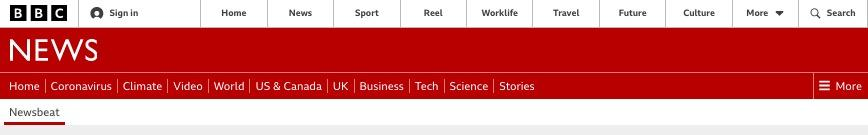 BBC Sign in Home News Sport Reel Worklife Travel Future Culture More Search
NEWS
Home Coronavirus Climate Video World US & Canada UK Business Tech Science Stories More
Newsbeat